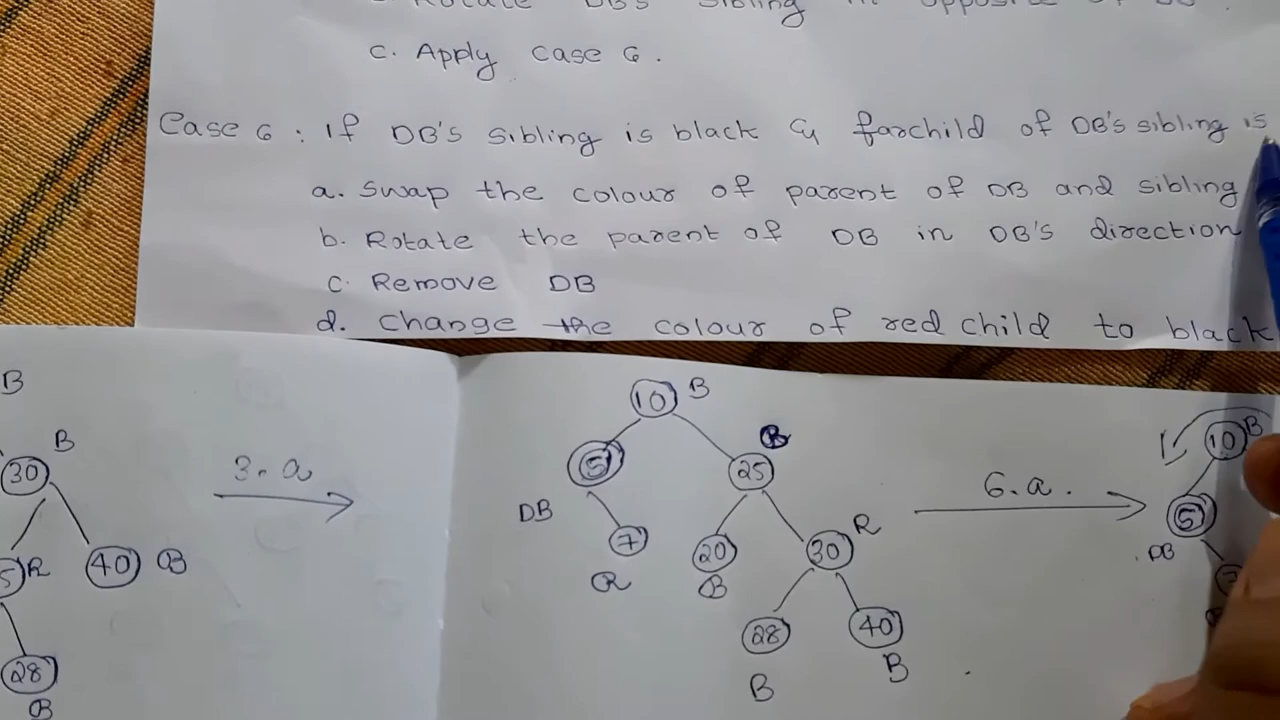 c. Apply case 6.
Case 6 : If DB's sibling is black & farchild of DB's sibling is
a. Swap the colour of parent of DB and sibling
b. Rotate the parent of DB in DB's direction
c. Remove DB
d. Change the colour of red child to black
B
30 B
R 40 B
28
B
3.a
10 B
5 25 B
DB
7 20 30 R
R B
28 40
B B
6.a.
10 B
5
DB